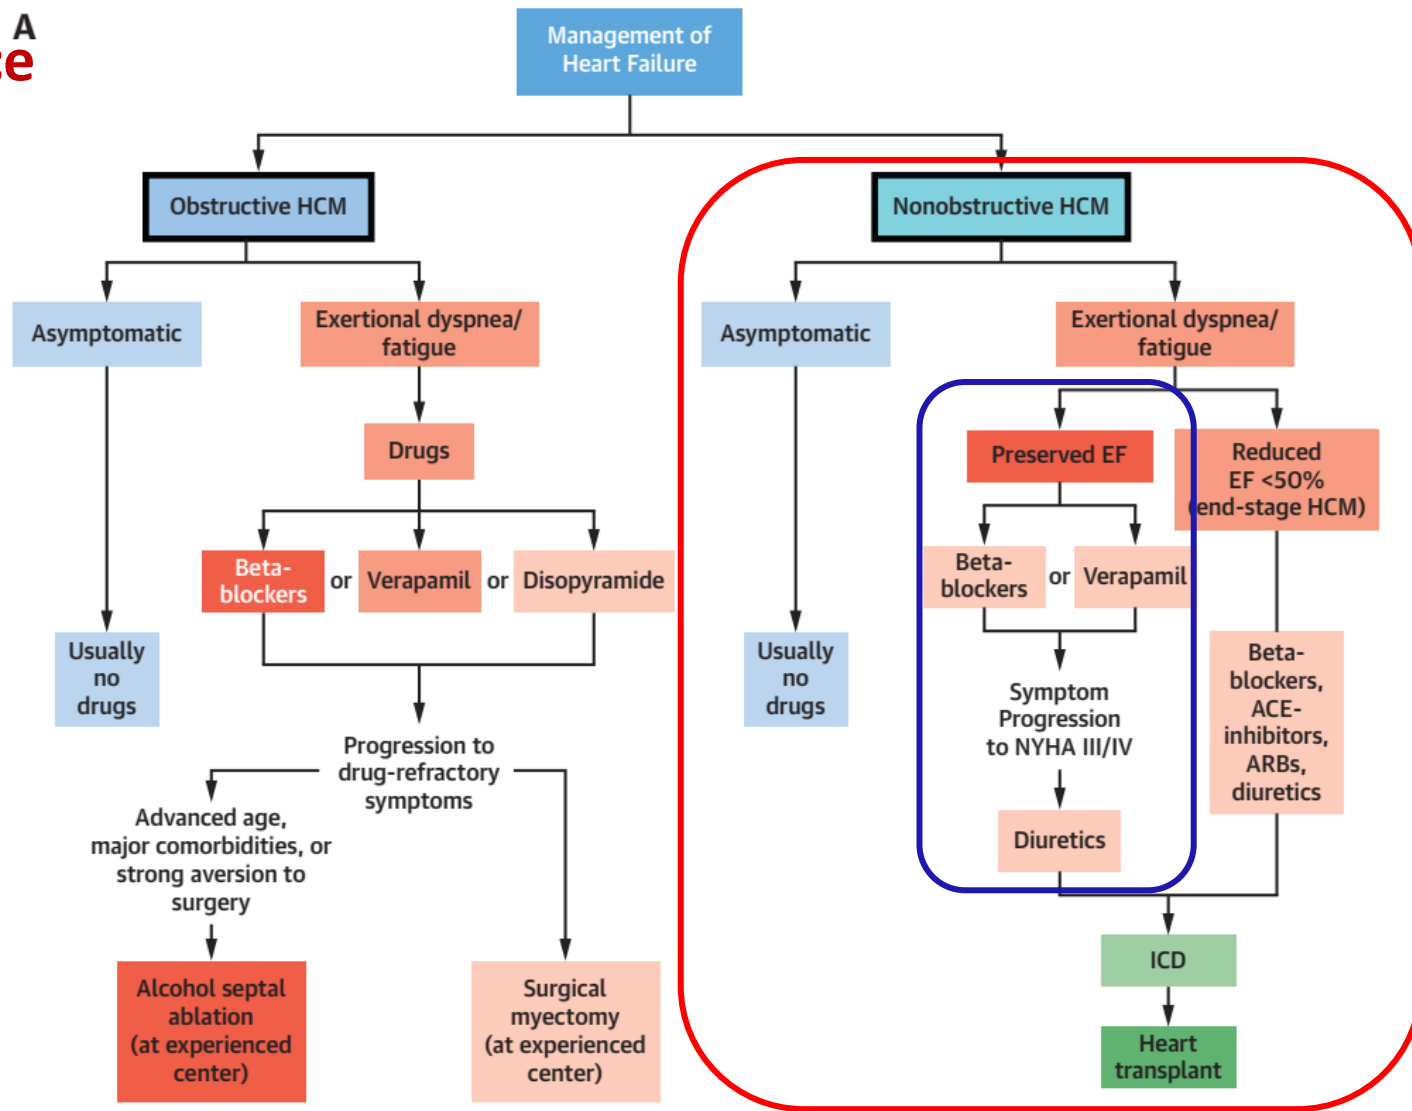 A
ce
Management of
Heart Failure
Obstructive HCM
Nonobstructive HCM
Asymptomatic
Exertional dyspnea/
fatigue
Asymptomatic
Exertional dyspnea/
fatigue
Drugs
Preserved EF
Reduced
EF <50%
(end-stage HCM)
Beta-
blockers
or
Verapamil
or
Disopyramide
Beta-
blockers
or
Verapamil
Usually
no
drugs
Usually
no
drugs
Beta-
blockers,
ACE-
inhibitors,
ARBs,
diuretics
Symptom
Progression
to NYHA III/IV
Progression to
drug-refractory
symptoms
Advanced age,
major comorbidities, or
strong aversion to
surgery
Diuretics
Alcohol septal
ablation
(at experienced
center)
Surgical
myectomy
(at experienced
center)
ICD
Heart
transplant